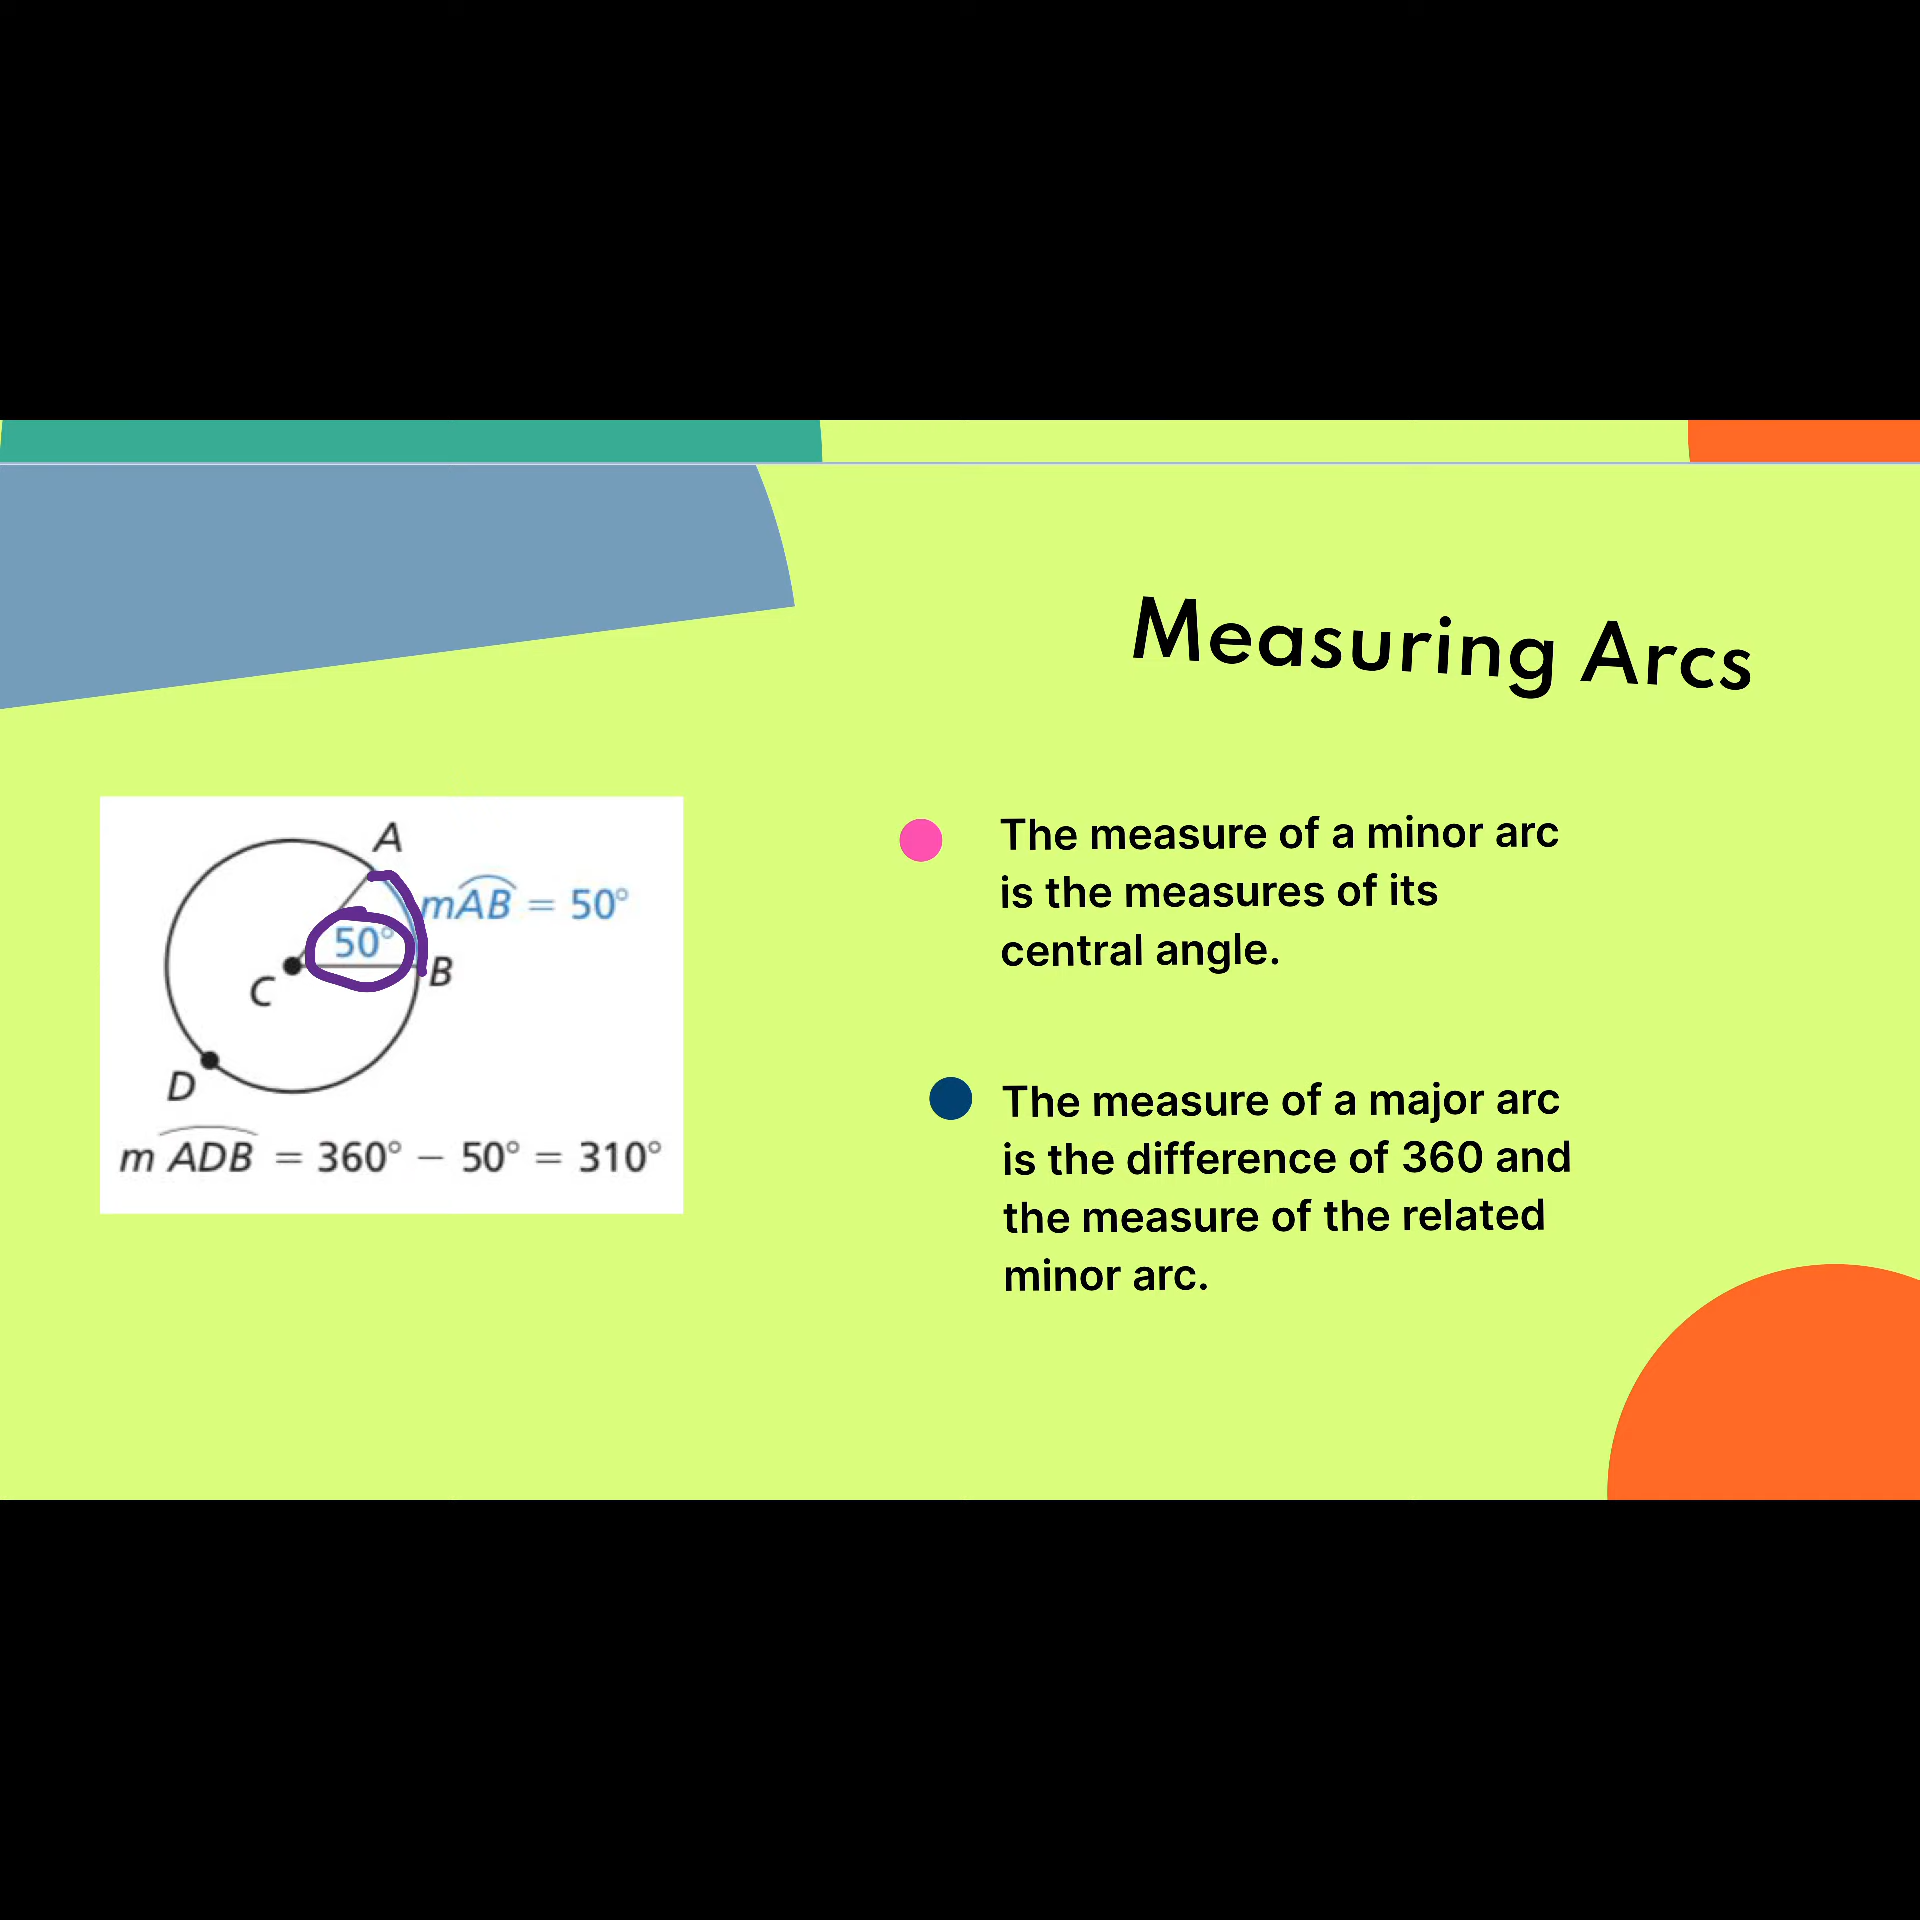 Measuring Arcs
A
mAB = 50°
50°
C
B
D
m ADB = 360° − 50° = 310°
The measure of a minor arc
is the measures of its
central angle.
The measure of a major arc
is the difference of 360 and
the measure of the related
minor arc.